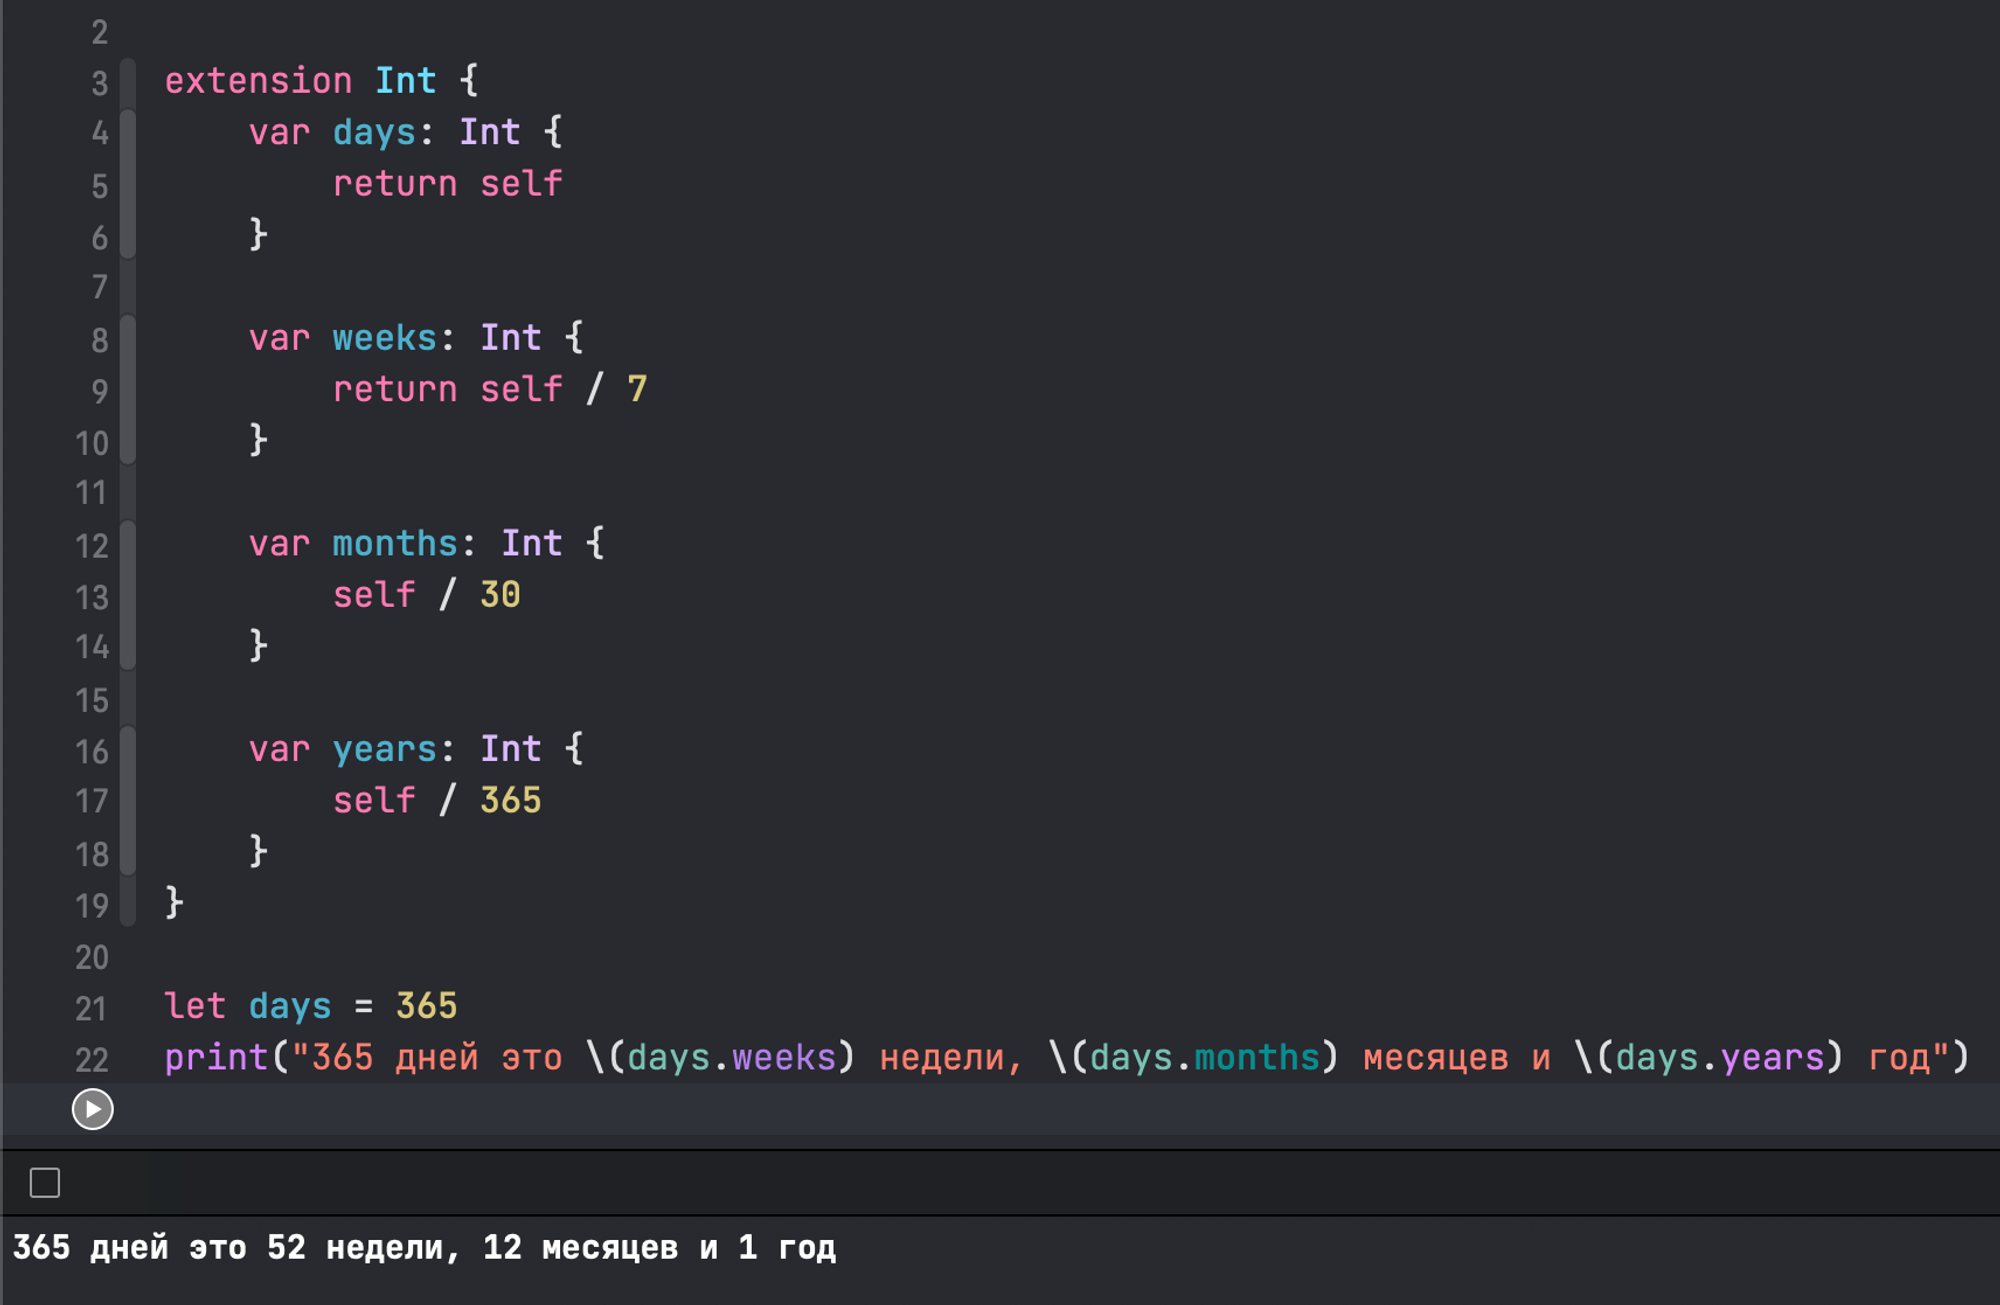 2
3 extension Int {
4     var days: Int {
5         return self
6     }
7
8     var weeks: Int {
9         return self / 7
10     }
11
12     var months: Int {
13         self / 30
14     }
15
16     var years: Int {
17         self / 365
18     }
19 }
20
21 let days = 365
22 print("365 дней это \(days.weeks) недели, \(days.months) месяцев и \(days.years) год")
365 дней это 52 недели, 12 месяцев и 1 год